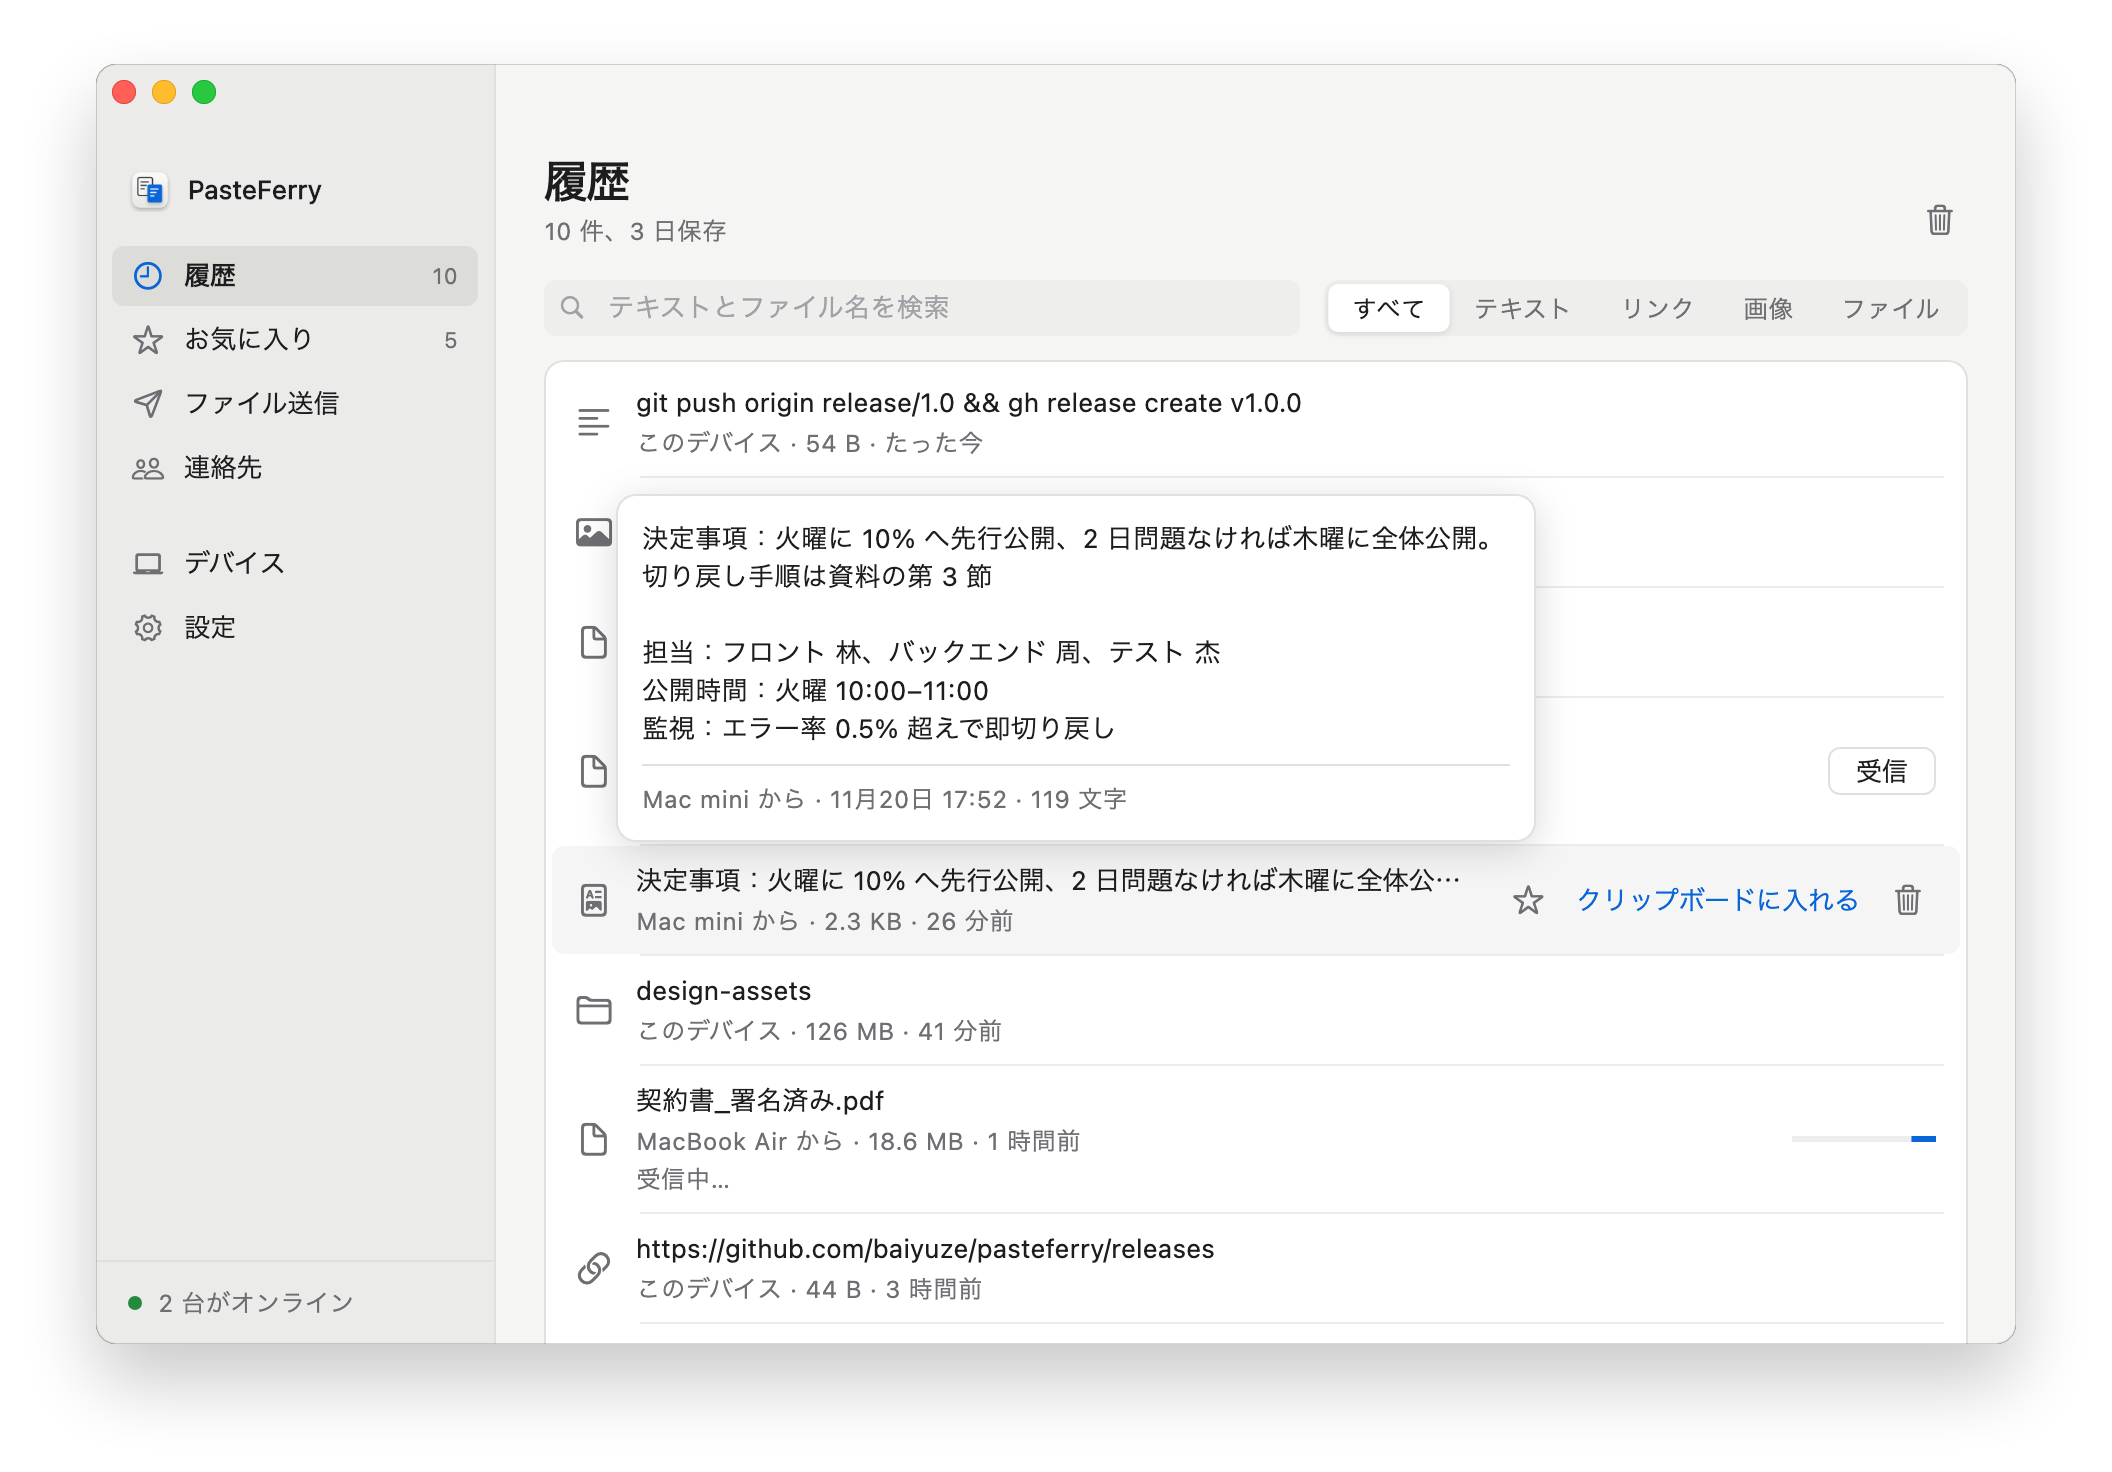 PasteFerry
履歴 10
お気に入り 5
ファイル送信
連絡先
デバイス
設定
2 台がオンライン
履歴
10 件、3 日保存
テキストとファイル名を検索
すべて テキスト リンク 画像 ファイル
git push origin release/1.0 && gh release create v1.0.0
このデバイス · 54 B · たった今
決定事項：火曜に 10% へ先行公開、2 日問題なければ木曜に全体公開。
切り戻し手順は資料の第 3 節
担当：フロント 林、バックエンド 周、テスト 杰
公開時間：火曜 10:00–11:00
監視：エラー率 0.5% 超えで即切り戻し
Mac mini から · 11月20日 17:52 · 119 文字
受信
決定事項：火曜に 10% へ先行公開、2 日問題なければ木曜に全体公…
Mac mini から · 2.3 KB · 26 分前
クリップボードに入れる
design-assets
このデバイス · 126 MB · 41 分前
契約書_署名済み.pdf
MacBook Air から · 18.6 MB · 1 時間前
受信中...
https://github.com/baiyuze/pasteferry/releases
このデバイス · 44 B · 3 時間前